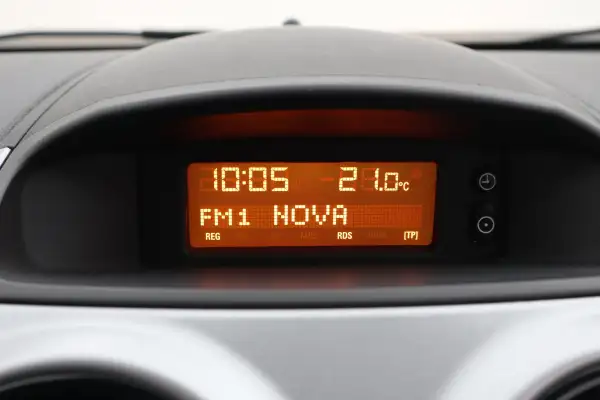 10:05 21.0°C
FM1 NOVA
REG RDS [TP]